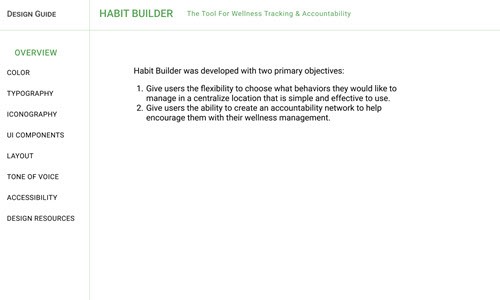 DESIGN GUIDE
HABIT BUILDER
The Tool For Wellness Tracking & Accountability
OVERVIEW
COLOR
TYPOGRAPHY
ICONOGRAPHY
UI COMPONENTS
LAYOUT
TONE OF VOICE
ACCESSIBILITY
DESIGN RESOURCES
Habit Builder was developed with two primary objectives:
1. Give users the flexibility to choose what behaviors they would like to
manage in a centralize location that is simple and effective to use.
2. Give users the ability to create an accountability network to help
encourage them with their wellness management.